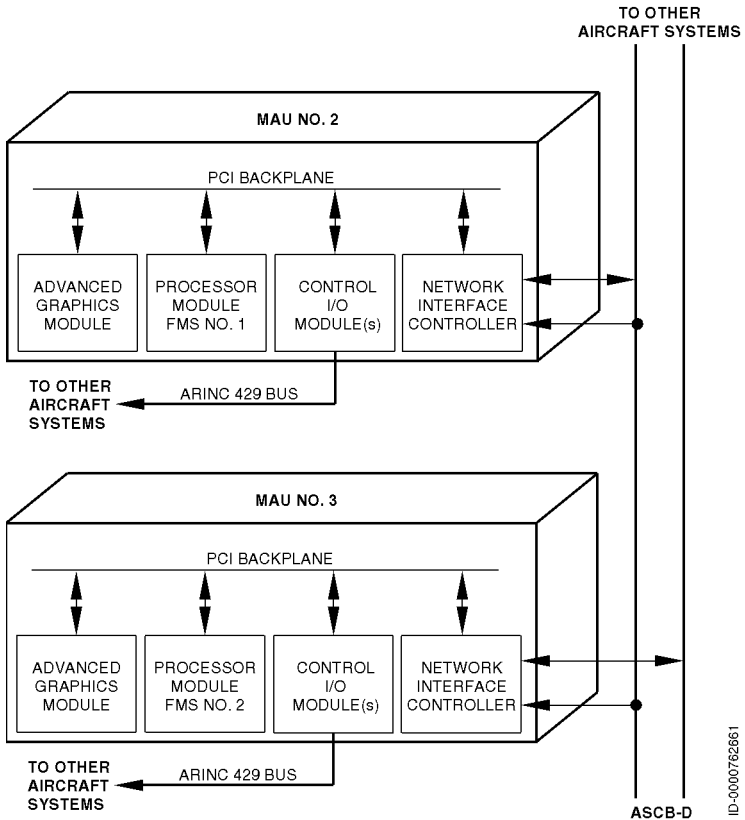 TO OTHER
AIRCRAFT SYSTEMS
MAU NO. 2
PCI BACKPLANE
ADVANCED
GRAPHICS
MODULE
PROCESSOR
MODULE
FMS NO. 1
CONTROL
I/O
MODULE(s)
NETWORK
INTERFACE
CONTROLLER
TO OTHER
AIRCRAFT
SYSTEMS
ARINC 429 BUS
MAU NO. 3
PCI BACKPLANE
ADVANCED
GRAPHICS
MODULE
PROCESSOR
MODULE
FMS NO. 2
CONTROL
I/O
MODULE(s)
NETWORK
INTERFACE
CONTROLLER
TO OTHER
AIRCRAFT
SYSTEMS
ARINC 429 BUS
ASCB-D
ID-0000762661